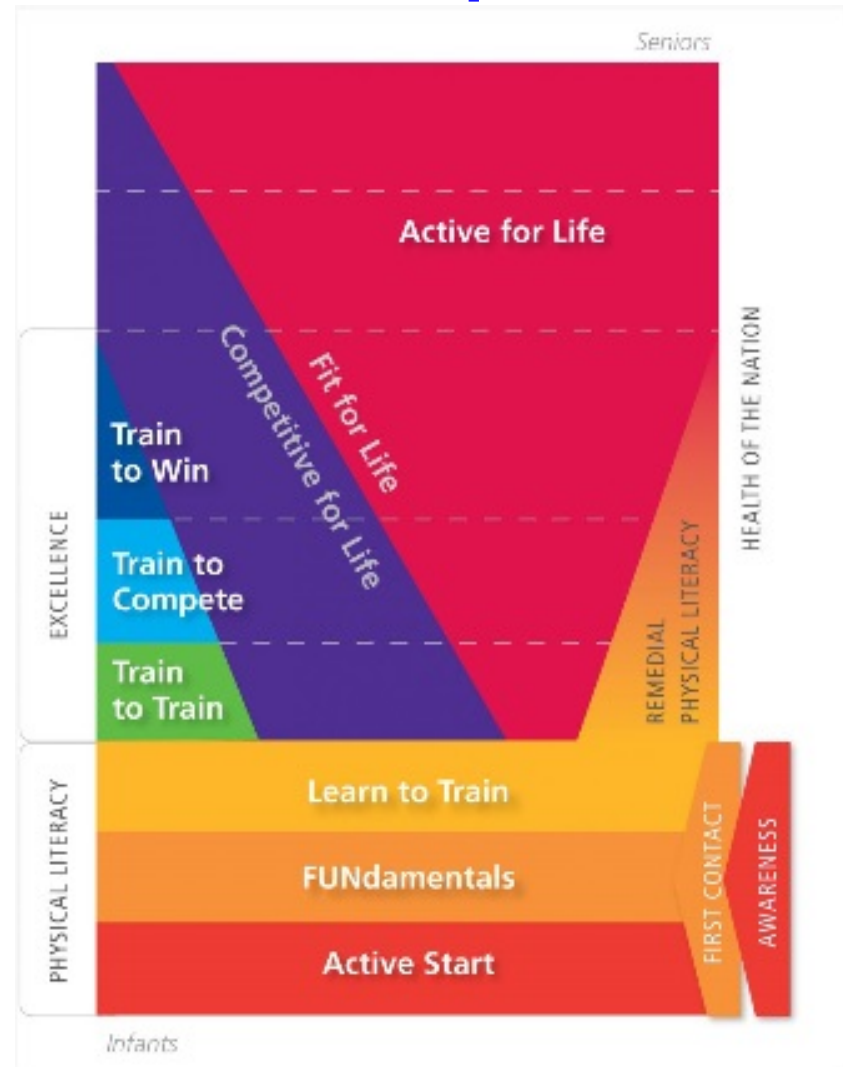 Seniors
Active for Life
Fit for Life
Competitive for Life
Train
to Win
Train to
Compete
Train
to Train
EXCELLENCE
HEALTH OF THE NATION
REMEDIAL
PHYSICAL LITERACY
Learn to Train
FUNdamentals
Active Start
PHYSICAL LITERACY
FIRST CONTACT
AWARENESS
Infants